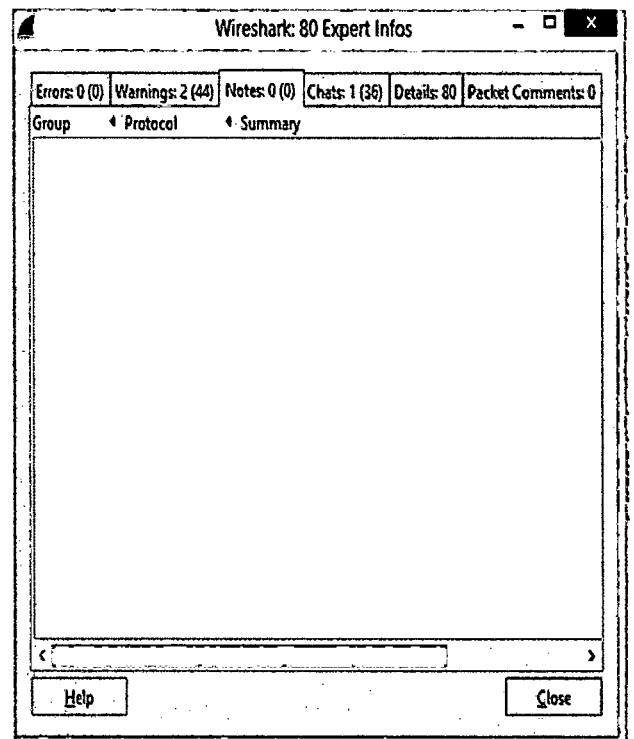 Wireshark: 80 Expert Infos
Errors: 0 (0) Warnings: 2 (44) Notes: 0 (0) Chats: 1 (36) Details: 80 Packet Comments: 0
Group Protocol Summary
Help Close